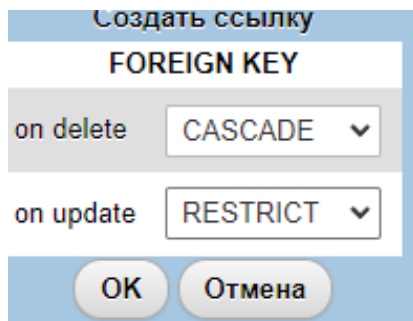 Создать ссылку
FOREIGN KEY
on delete CASCADE
on update RESTRICT
OK Отмена